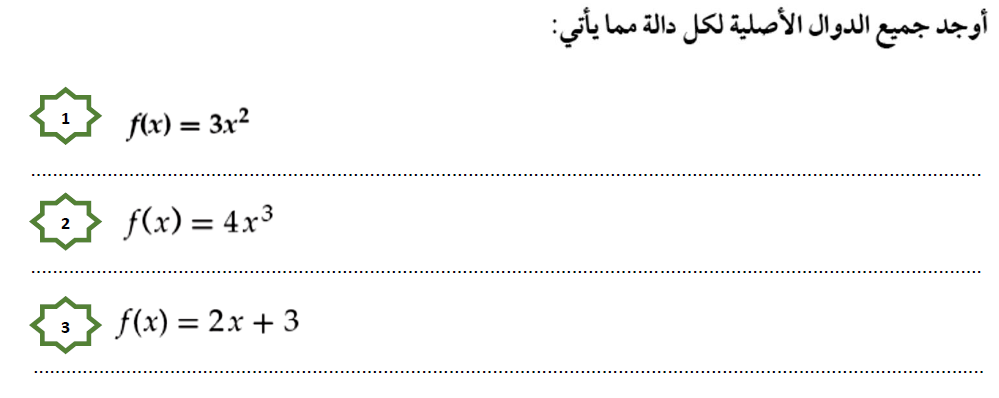 أوجد جميع الدوال الأصلية لكل دالة مما يأتي:
1 f(x) = 3x²
2 f(x) = 4x³
3 f(x) = 2x + 3